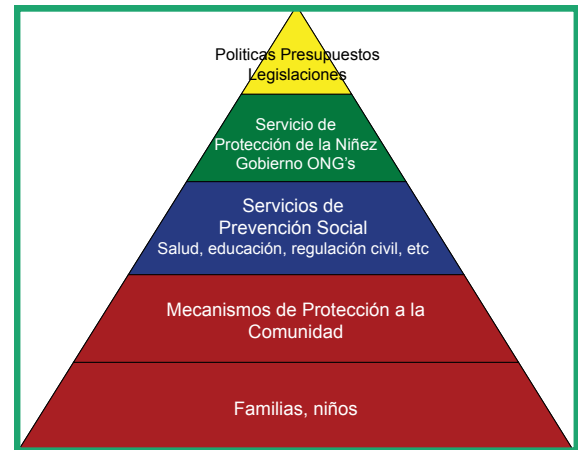 Politicas Presupuestos
Legislaciones
Servicio de
Protección de la Niñez
Gobierno ONG's
Servicios de
Prevención Social
Salud, educación, regulación civil, etc
Mecanismos de Protección a la
Comunidad
Familias, niños